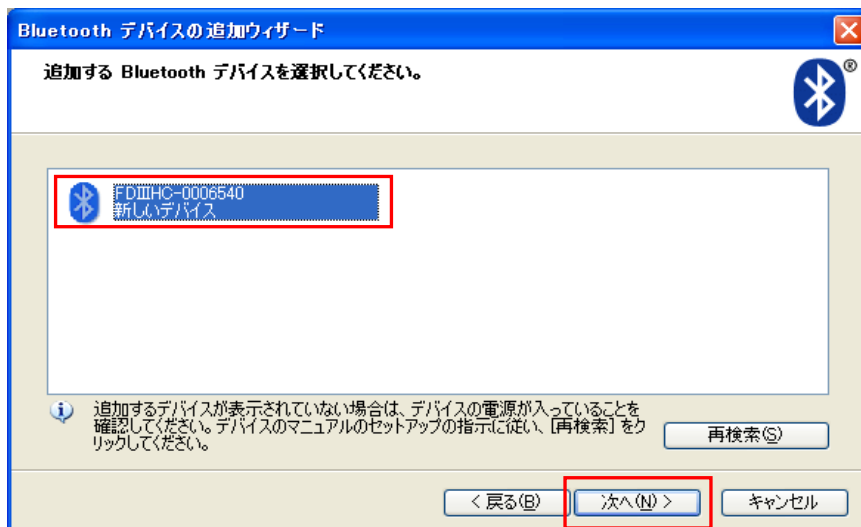 Bluetooth デバイスの追加ウィザード
追加する Bluetooth デバイスを選択してください。
®
FDⅢHC-0006540
新しいデバイス
追加するデバイスが表示されていない場合は、デバイスの電源が入っていることを
確認してください。デバイスのマニュアルのセットアップの指示に従い、[再検索] をク
リックしてください。
再検索(S)
< 戻る(B)
次へ(N) >
キャンセル